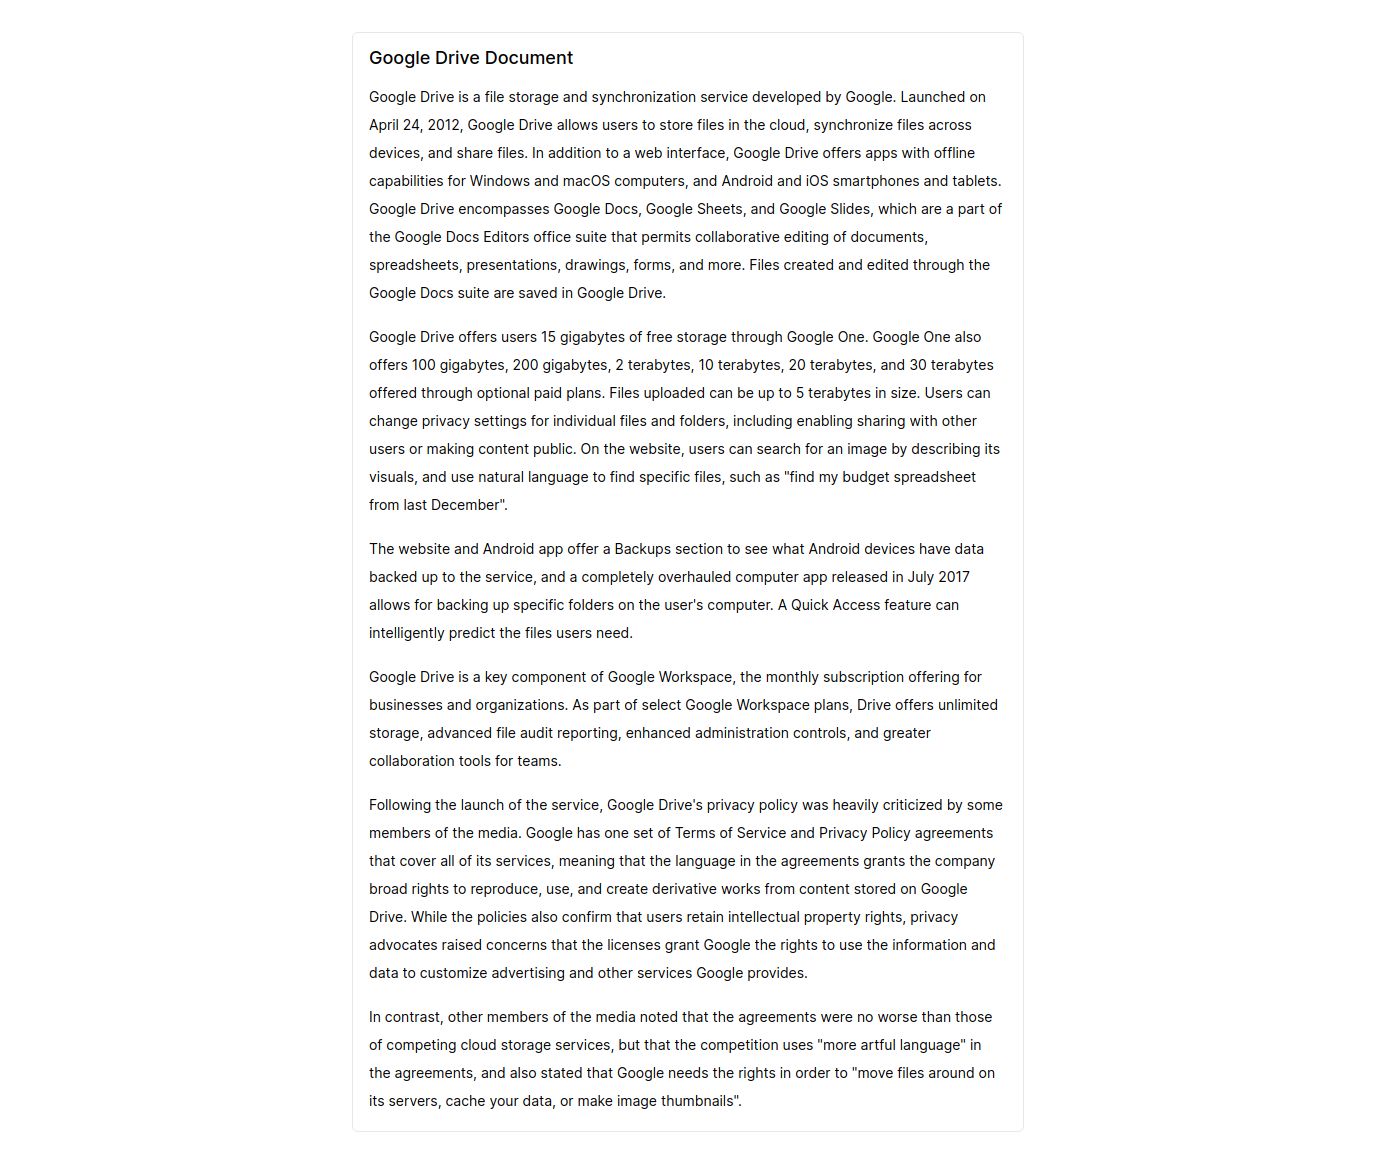 Google Drive Document
Google Drive is a file storage and synchronization service developed by Google. Launched on
April 24, 2012, Google Drive allows users to store files in the cloud, synchronize files across
devices, and share files. In addition to a web interface, Google Drive offers apps with offline
capabilities for Windows and macOS computers, and Android and iOS smartphones and tablets.
Google Drive encompasses Google Docs, Google Sheets, and Google Slides, which are a part of
the Google Docs Editors office suite that permits collaborative editing of documents,
spreadsheets, presentations, drawings, forms, and more. Files created and edited through the
Google Docs suite are saved in Google Drive.
Google Drive offers users 15 gigabytes of free storage through Google One. Google One also
offers 100 gigabytes, 200 gigabytes, 2 terabytes, 10 terabytes, 20 terabytes, and 30 terabytes
offered through optional paid plans. Files uploaded can be up to 5 terabytes in size. Users can
change privacy settings for individual files and folders, including enabling sharing with other
users or making content public. On the website, users can search for an image by describing its
visuals, and use natural language to find specific files, such as "find my budget spreadsheet
from last December".
The website and Android app offer a Backups section to see what Android devices have data
backed up to the service, and a completely overhauled computer app released in July 2017
allows for backing up specific folders on the user's computer. A Quick Access feature can
intelligently predict the files users need.
Google Drive is a key component of Google Workspace, the monthly subscription offering for
businesses and organizations. As part of select Google Workspace plans, Drive offers unlimited
storage, advanced file audit reporting, enhanced administration controls, and greater
collaboration tools for teams.
Following the launch of the service, Google Drive's privacy policy was heavily criticized by some
members of the media. Google has one set of Terms of Service and Privacy Policy agreements
that cover all of its services, meaning that the language in the agreements grants the company
broad rights to reproduce, use, and create derivative works from content stored on Google
Drive. While the policies also confirm that users retain intellectual property rights, privacy
advocates raised concerns that the licenses grant Google the rights to use the information and
data to customize advertising and other services Google provides.
In contrast, other members of the media noted that the agreements were no worse than those
of competing cloud storage services, but that the competition uses "more artful language" in
the agreements, and also stated that Google needs the rights in order to "move files around on
its servers, cache your data, or make image thumbnails".